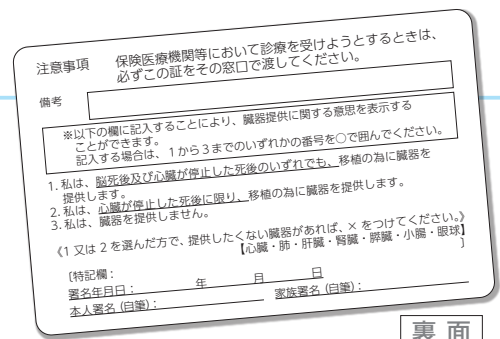 注意事項 保険医療機関等において診療を受けようとするときは、
必ずこの証をその窓口で渡してください。
備考
※以下の欄に記入することにより、臓器提供に関する意思を表示する
ことができます。
記入する場合は、1から3までのいずれかの番号を○で囲んでください。
1. 私は、脳死後及び心臓が停止した死後のいずれでも、移植の為に臓器を
提供します。
2. 私は、心臓が停止した死後に限り、移植の為に臓器を提供します。
3. 私は、臓器を提供しません。
《1又は2を選んだ方で、提供したくない臓器があれば、×をつけてください。》
【心臓・肺・肝臓・腎臓・膵臓・小腸・眼球】
〔特記欄: 〕
署名年月日: 年 月 日
本人署名(自筆): 家族署名(自筆):
裏面